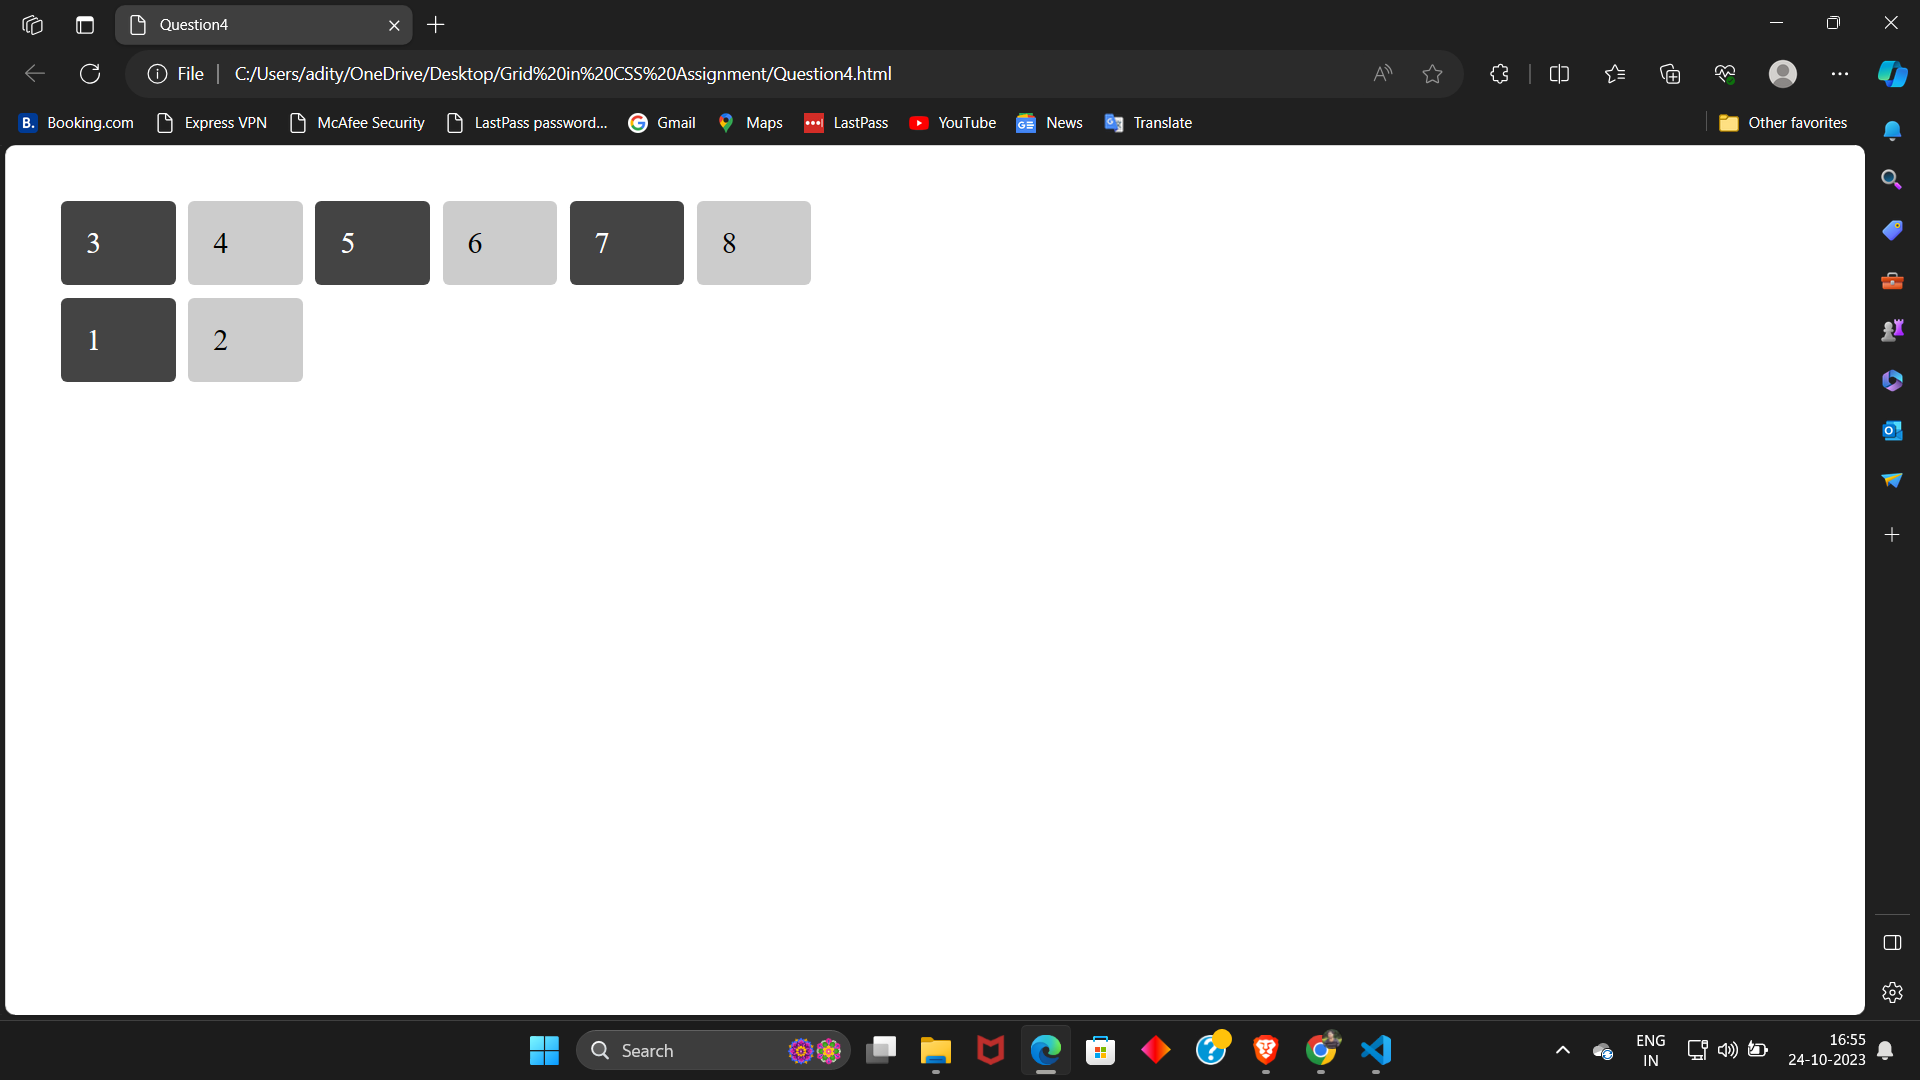 Question4
File
C:/Users/adity/OneDrive/Desktop/Grid%20in%20CSS%20Assignment/Question4.html
B. Booking.com
Express VPN
McAfee Security
LastPass password...
Gmail
Maps
LastPass
YouTube
News
Translate
Other favorites
3 4 5 6 7 8
1 2
Search
ENG
IN
16:55
24-10-2023